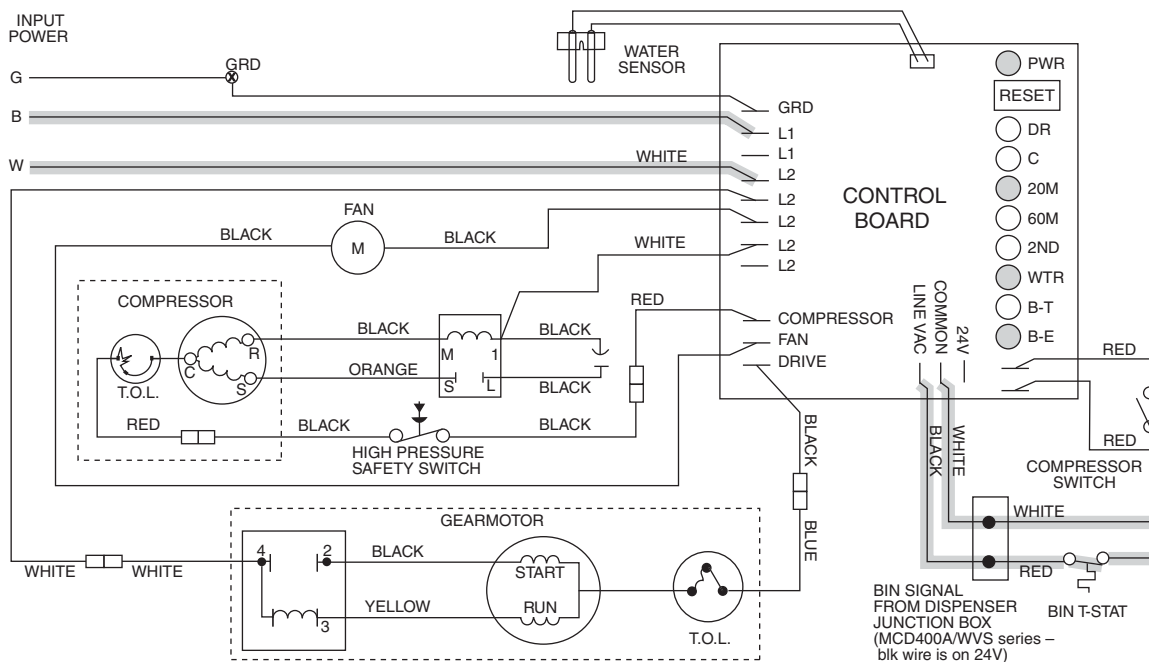 INPUT
POWER
G
GRD
B
W
WATER
SENSOR
WHITE
GRD
L1
L1
L2
L2
L2
L2
L2
CONTROL
BOARD
PWR
RESET
DR
C
20M
60M
2ND
WTR
B-T
B-E
FAN
M
BLACK
BLACK
WHITE
COMPRESSOR
T.O.L.
C
R
S
BLACK
ORANGE
M
1
S
L
BLACK
BLACK
RED
COMPRESSOR
FAN
DRIVE
LINE VAC
COMMON
24V
RED
RED
COMPRESSOR
SWITCH
RED
BLACK
HIGH PRESSURE
SAFETY SWITCH
BLACK
BLACK
BLUE
BLACK
WHITE
GEARMOTOR
WHITE
WHITE
4
2
3
BLACK
YELLOW
START
RUN
T.O.L.
WHITE
RED
BIN T-STAT
BIN SIGNAL
FROM DISPENSER
JUNCTION BOX
(MCD400A/WVS series –
blk wire is on 24V)